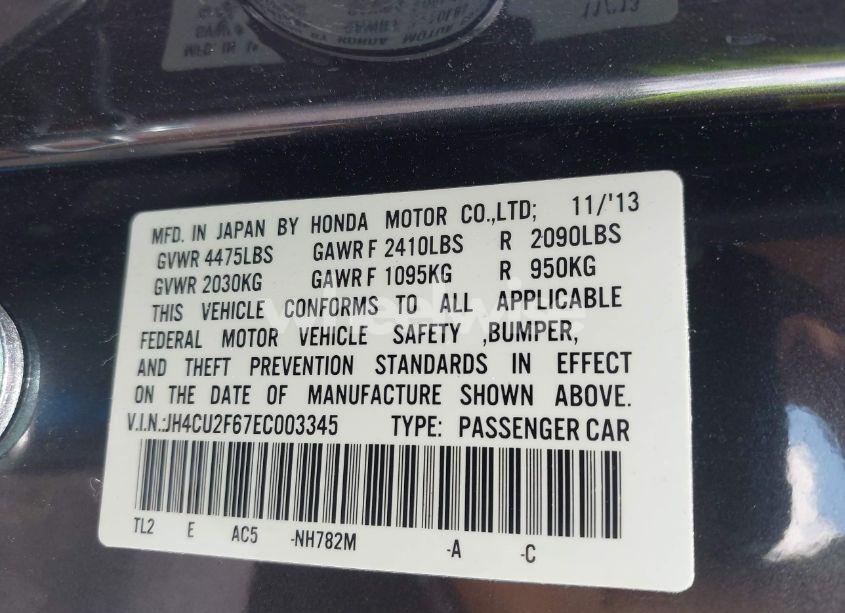 11/'13
MFD. IN JAPAN BY HONDA MOTOR CO.,LTD; 11/'13
GVWR 4475LBS GAWR F 2410LBS R 2090LBS
GVWR 2030KG GAWR F 1095KG R 950KG
THIS VEHICLE CONFORMS TO ALL APPLICABLE
FEDERAL MOTOR VEHICLE SAFETY ,BUMPER,
AND THEFT PREVENTION STANDARDS IN EFFECT
ON THE DATE OF MANUFACTURE SHOWN ABOVE.
V.I.N.:JH4CU2F67EC003345 TYPE: PASSENGER CAR
TL2 E AC5 -NH782M -A -C